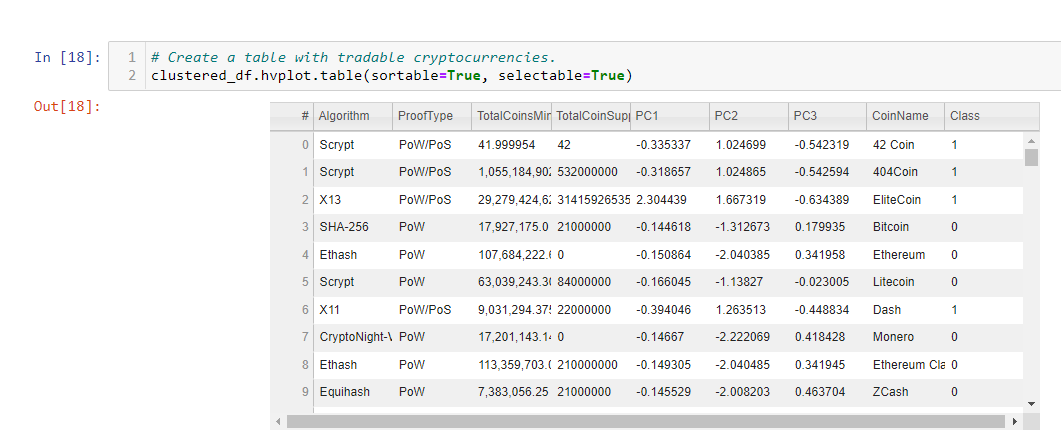 In [18]:
1 # Create a table with tradable cryptocurrencies.
2 clustered_df.hvplot.table(sortable=True, selectable=True)
Out[18]:
# Algorithm ProofType TotalCoinsMin TotalCoinSupp PC1 PC2 PC3 CoinName Class
0 Scrypt PoW/PoS 41.999954 42 -0.335337 1.024699 -0.542319 42 Coin 1
1 Scrypt PoW/PoS 1,055,184,902 532000000 -0.318657 1.024865 -0.542594 404Coin 1
2 X13 PoW/PoS 29,279,424,62 31415926535 2.304439 1.667319 -0.634389 EliteCoin 1
3 SHA-256 PoW 17,927,175.0 21000000 -0.144618 -1.312673 0.179935 Bitcoin 0
4 Ethash PoW 107,684,222.6 0 -0.150864 -2.040385 0.341958 Ethereum 0
5 Scrypt PoW 63,039,243.30 84000000 -0.166045 -1.13827 -0.023005 Litecoin 0
6 X11 PoW/PoS 9,031,294.375 22000000 -0.394046 1.263513 -0.448834 Dash 1
7 CryptoNight-V PoW 17,201,143.14 0 -0.14667 -2.222069 0.418428 Monero 0
8 Ethash PoW 113,359,703.0 210000000 -0.149305 -2.040485 0.341945 Ethereum Cla 0
9 Equihash PoW 7,383,056.25 21000000 -0.145529 -2.008203 0.463704 ZCash 0